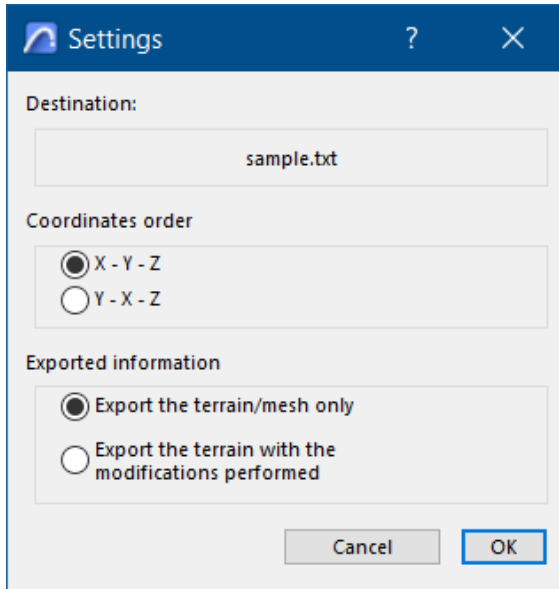 Settings ?
Destination:
sample.txt
Coordinates order
X - Y - Z
Y - X - Z
Exported information
Export the terrain/mesh only
Export the terrain with the
modifications performed
Cancel OK